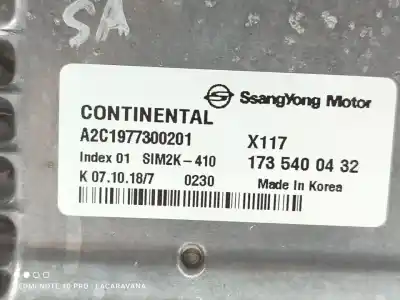 SA
SsangYong Motor
CONTINENTAL
A2C1977300201 X117
Index 01 SIM2K-410 173 540 04 32
K 07.10.18/7 0230 Made In Korea
REDMI NOTE 10 PRO | LACARAVANA